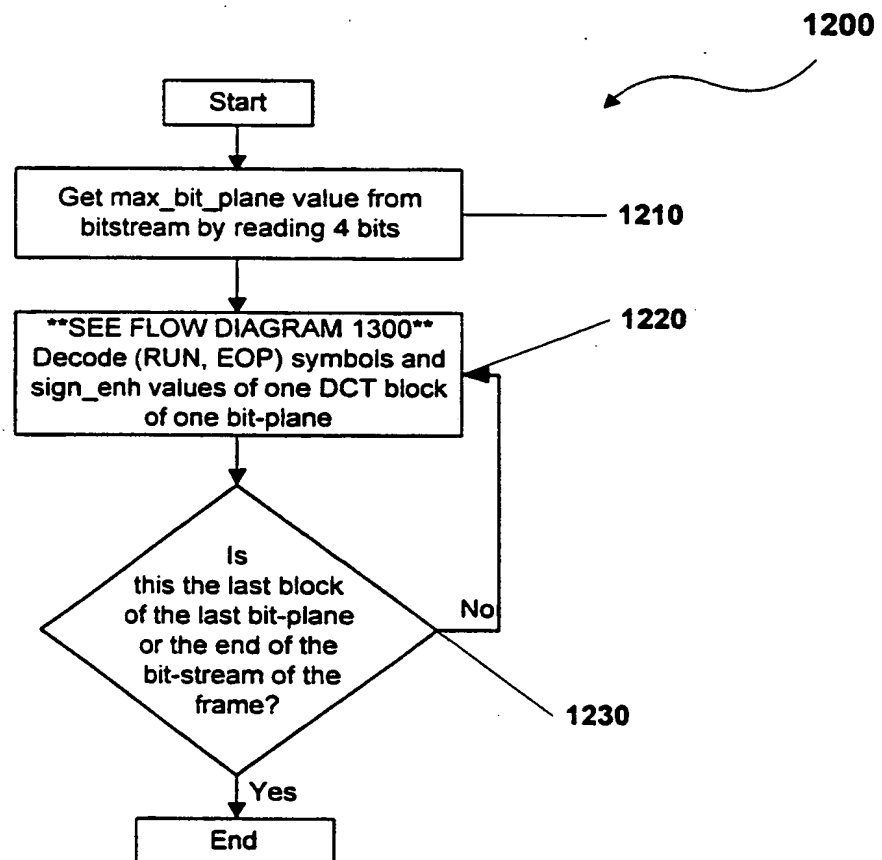 1200
Start
Get max_bit_plane value from
bitstream by reading 4 bits
1210
**SEE FLOW DIAGRAM 1300**
Decode (RUN, EOP) symbols and
sign_enh values of one DCT block
of one bit-plane
1220
Is
this the last block
of the last bit-plane
or the end of the
bit-stream of the
frame?
No
1230
Yes
End